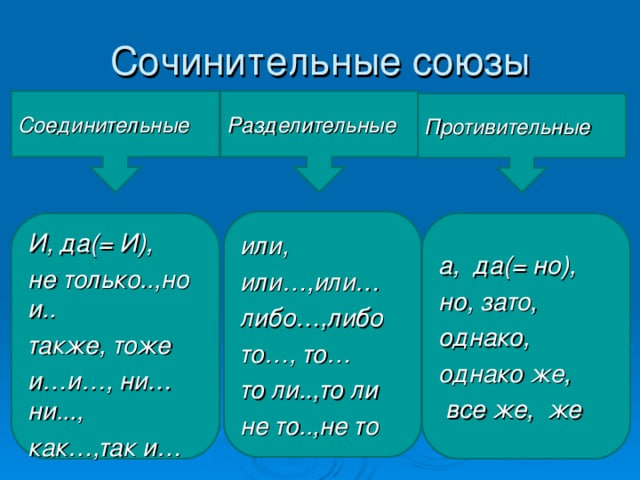 Сочинительные союзы
Соединительные
Разделительные
Противительные
И, да(= И),
не только..,но
и..
также, тоже
и…и…, ни…
ни...,
как…,так и…
или,
или…,или…
либо…,либо
то…, то…
то ли..,то ли
не то..,не то
а, да(= но),
но, зато,
однако,
однако же,
все же, же